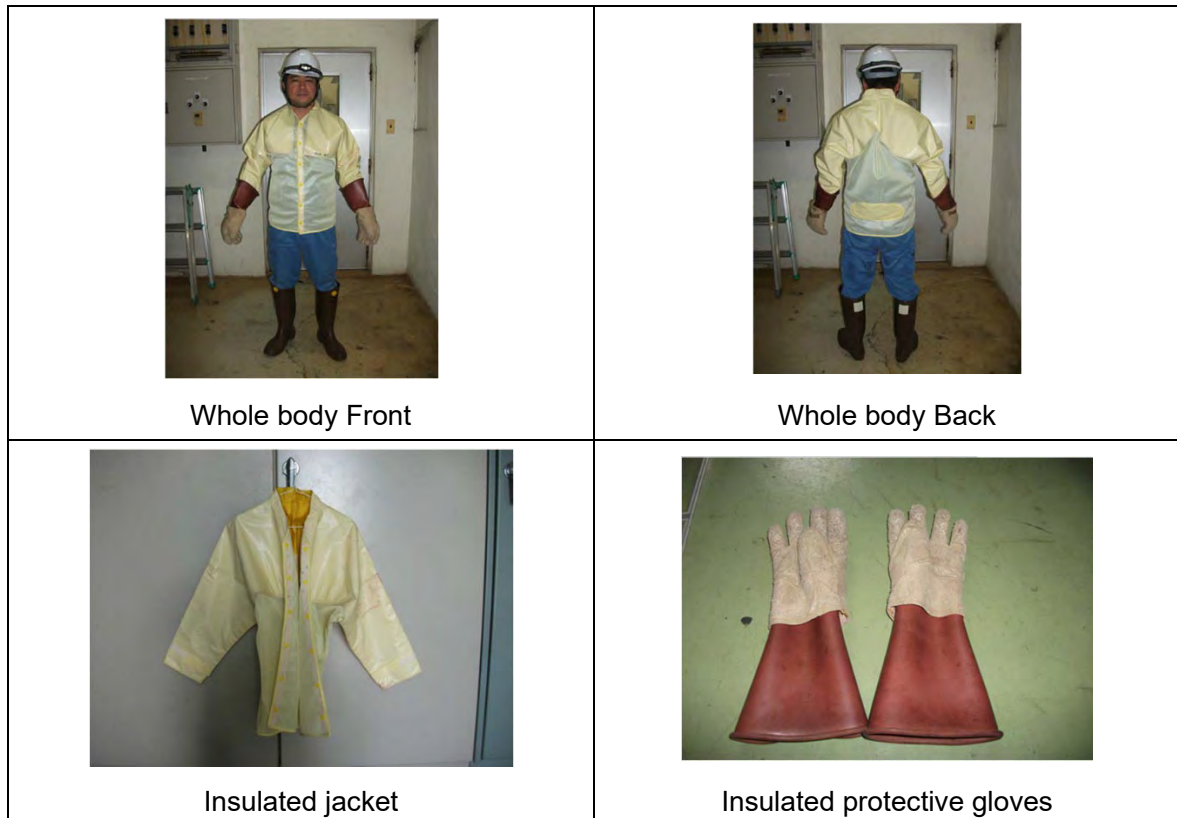 Whole body Front
Whole body Back
Insulated jacket
Insulated protective gloves